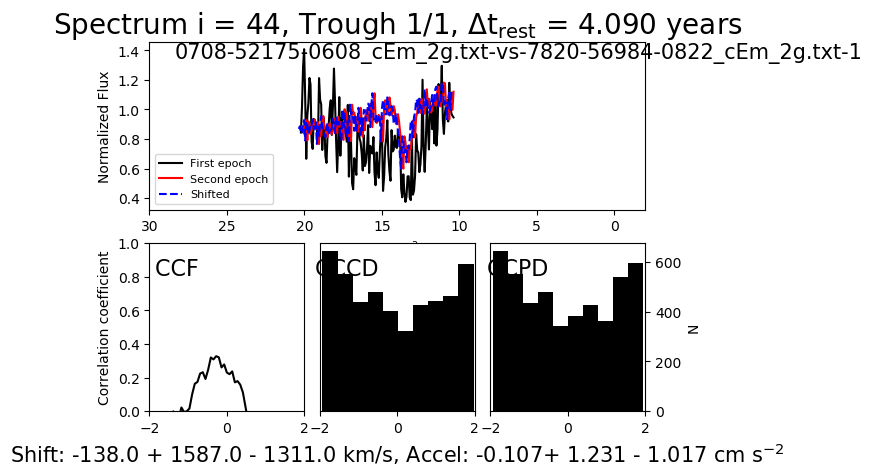 Spectrum i = 44, Trough 1/1, Δt_rest = 4.090 years
0708-52175-0608_cEm_2g.txt-vs-7820-56984-0822_cEm_2g.txt-1
Normalized Flux
1.4
1.2
1.0
0.8
0.6
0.4
First epoch
Second epoch
Shifted
30 25 20 15 10 5 0
Correlation coefficient
1.0
0.8
0.6
0.4
0.2
0.0
CCF
CCCD
CCPD
600
400
200
0
N
−2 0 2 −2 0 2 −2 0 2
Shift: -138.0 + 1587.0 - 1311.0 km/s, Accel: -0.107+ 1.231 - 1.017 cm s⁻²